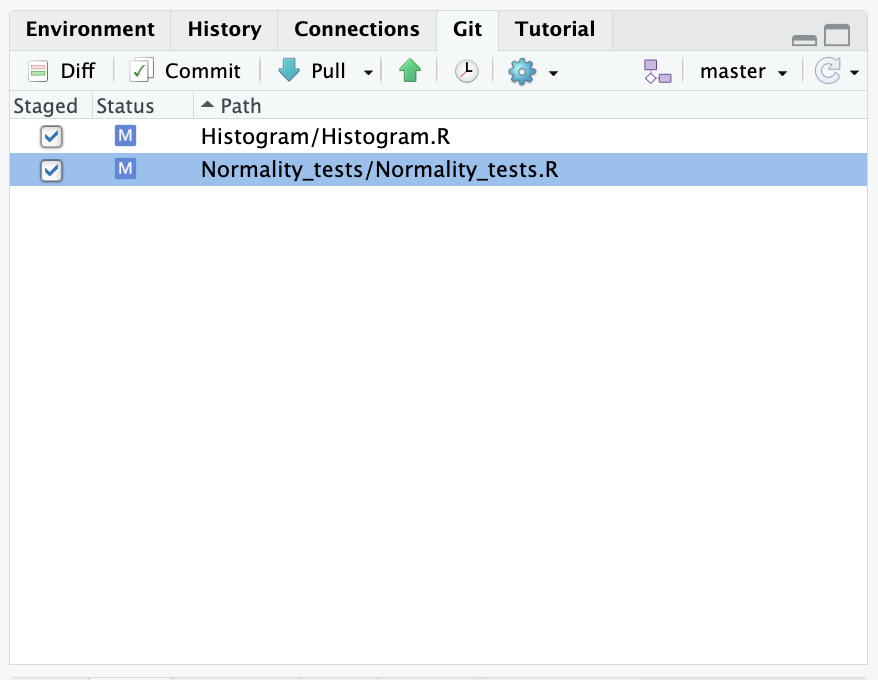 Environment History Connections Git Tutorial
Diff Commit Pull master
Staged Status Path
M Histogram/Histogram.R
M Normality_tests/Normality_tests.R